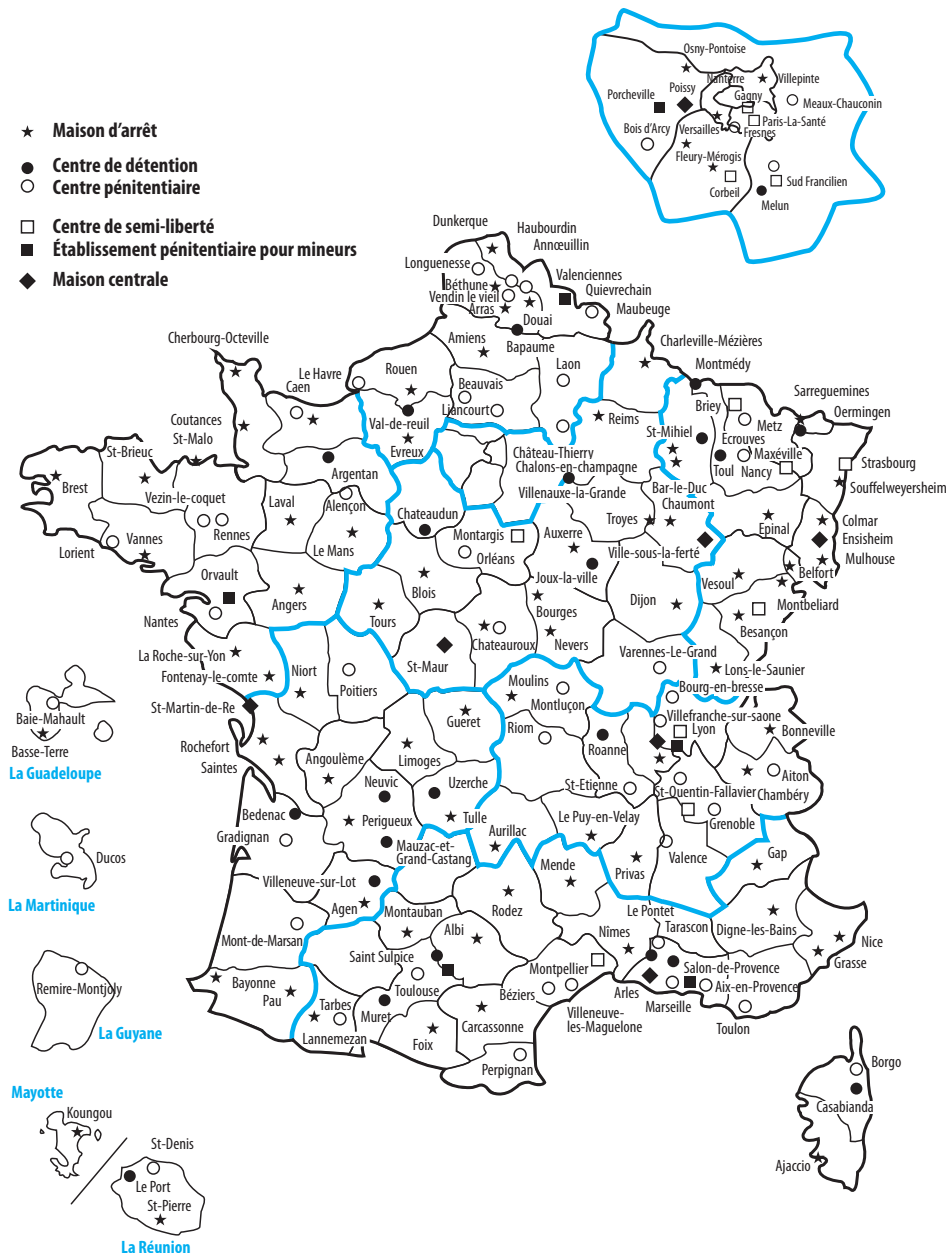 Maison d'arrêt
Centre de détention
Centre pénitentiaire
Centre de semi-liberté
Établissement pénitentiaire pour mineurs
Maison centrale
Osny-Pontoise
Nanterre
Villepinte
Porcheville
Poissy
Gagny
Meaux-Chauconin
Bois d'Arcy
Versailles
Paris-La-Santé
Fresnes
Fleury-Mérogis
Corbeil
Sud Francilien
Melun
Dunkerque
Haubourdin
Annœuillin
Longuenesse
Valenciennes
Béthune
Quievrechain
Vendin le vieil
Arras
Maubeuge
Douai
Bapaume
Amiens
Cherbourg-Octeville
Charleville-Mézières
Montmédy
Le Havre
Caen
Rouen
Beauvais
Laon
Sarreguemines
Oermingen
Briey
Metz
Coutances
St-Malo
Val-de-reuil
Liancourt
Reims
St-Mihiel
Ecrouves
Maxéville
St-Brieuc
Evreux
Château-Thierry
Toul
Nancy
Strasbourg
Brest
Argentan
Chalons-en-champagne
Souffelweyersheim
Vezin-le-coquet
Laval
Alençon
Villenauxe-la-Grande
Bar-le-Duc
Chaumont
Rennes
Chateaudun
Montargis
Auxerre
Troyes
Epinal
Colmar
Lorient
Vannes
Le Mans
Orléans
Ville-sous-la-ferté
Ensisheim
Mulhouse
Orvault
Blois
Joux-la-ville
Vesoul
Belfort
Angers
Dijon
Nantes
Tours
Bourges
Montbeliard
Besançon
La Roche-sur-Yon
Chateauroux
Nevers
Varennes-Le-Grand
Fontenay-le-comte
Niort
Poitiers
St-Maur
Moulins
Lons-le-Saunier
Bourg-en-bresse
St-Martin-de-Re
Montluçon
Gueret
Villefranche-sur-saone
Baie-Mahault
Riom
Lyon
Bonneville
Basse-Terre
Rochefort
Roanne
La Guadeloupe
Saintes
Angoulême
Limoges
Aiton
Neuvic
Uzerche
St-Etienne
St-Quentin-Fallavier
Chambéry
Bedenac
Perigueux
Tulle
Le Puy-en-Velay
Grenoble
Gradignan
Aurillac
Ducos
Mauzac-et-
Grand-Castang
Mende
Privas
Valence
Gap
Villeneuve-sur-Lot
La Martinique
Agen
Montauban
Rodez
Le Pontet
Tarascon
Digne-les-Bains
Mont-de-Marsan
Albi
Nîmes
Nice
Saint Sulpice
Montpellier
Salon-de-Provence
Grasse
Remire-Montjoly
Bayonne
Toulouse
Béziers
Arles
Aix-en-Provence
Pau
Tarbes
Muret
Carcassonne
Villeneuve-
les-Maguelone
Marseille
Toulon
La Guyane
Lannemezan
Foix
Perpignan
Borgo
Mayotte
Casabianda
Koungou
St-Denis
Ajaccio
Le Port
St-Pierre
La Réunion